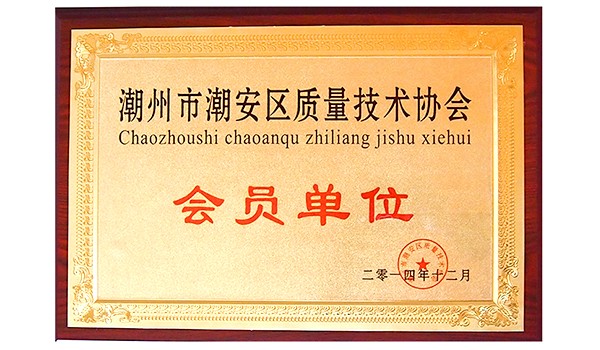 潮州市潮安区质量技术协会
Chaozhoushi chaoanqu zhiliang jishu xiehui
会员单位
二零一四年十二月